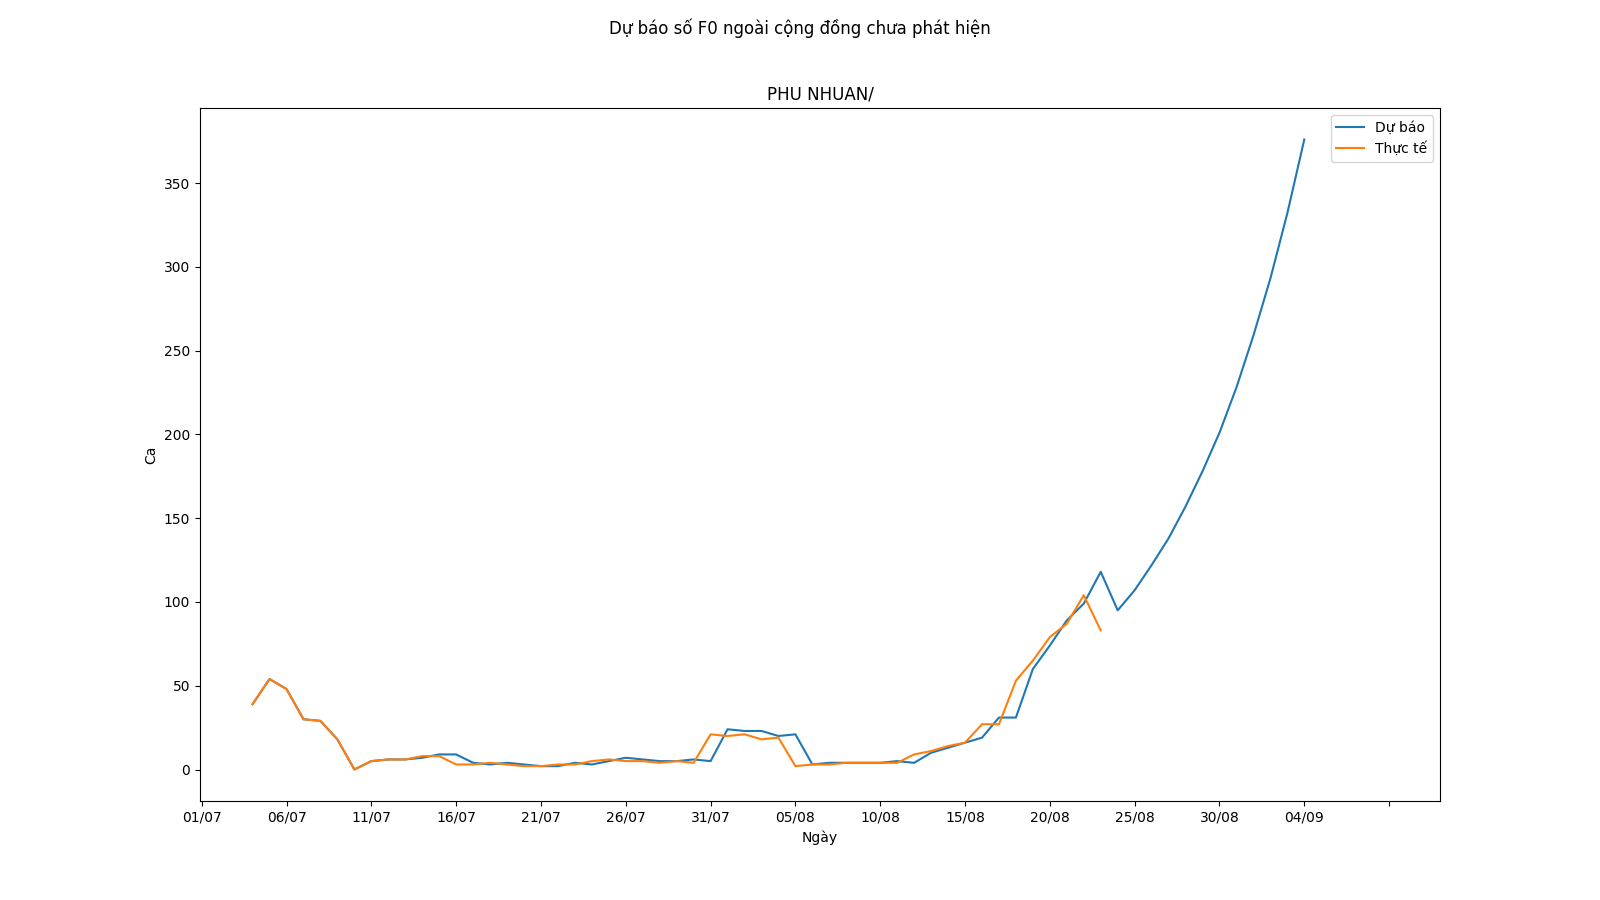 Dự báo số F0 ngoài cộng đồng chưa phát hiện
PHU NHUAN/
Dự báo
Thực tế
350
300
250
200
150
100
50
0
Ca
01/07 06/07 11/07 16/07 21/07 26/07 31/07 05/08 10/08 15/08 20/08 25/08 30/08 04/09
Ngày